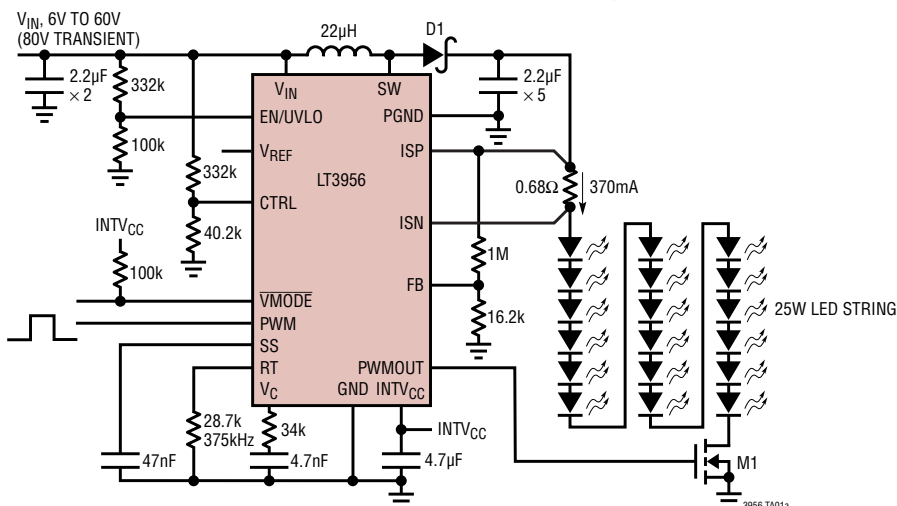 V_IN, 6V TO 60V
(80V TRANSIENT)
22µH
D1
2.2µF
× 2
332k
100k
332k
40.2k
INTV_CC
100k
V_IN
SW
EN/UVLO
PGND
V_REF
ISP
LT3956
CTRL
ISN
FB
VMODE
PWM
SS
RT
PWMOUT
V_C
GND
INTV_CC
2.2µF
× 5
0.68Ω
370mA
1M
16.2k
25W LED STRING
28.7k
375kHz
34k
INTV_CC
47nF
4.7nF
4.7µF
M1
3956 TA01a